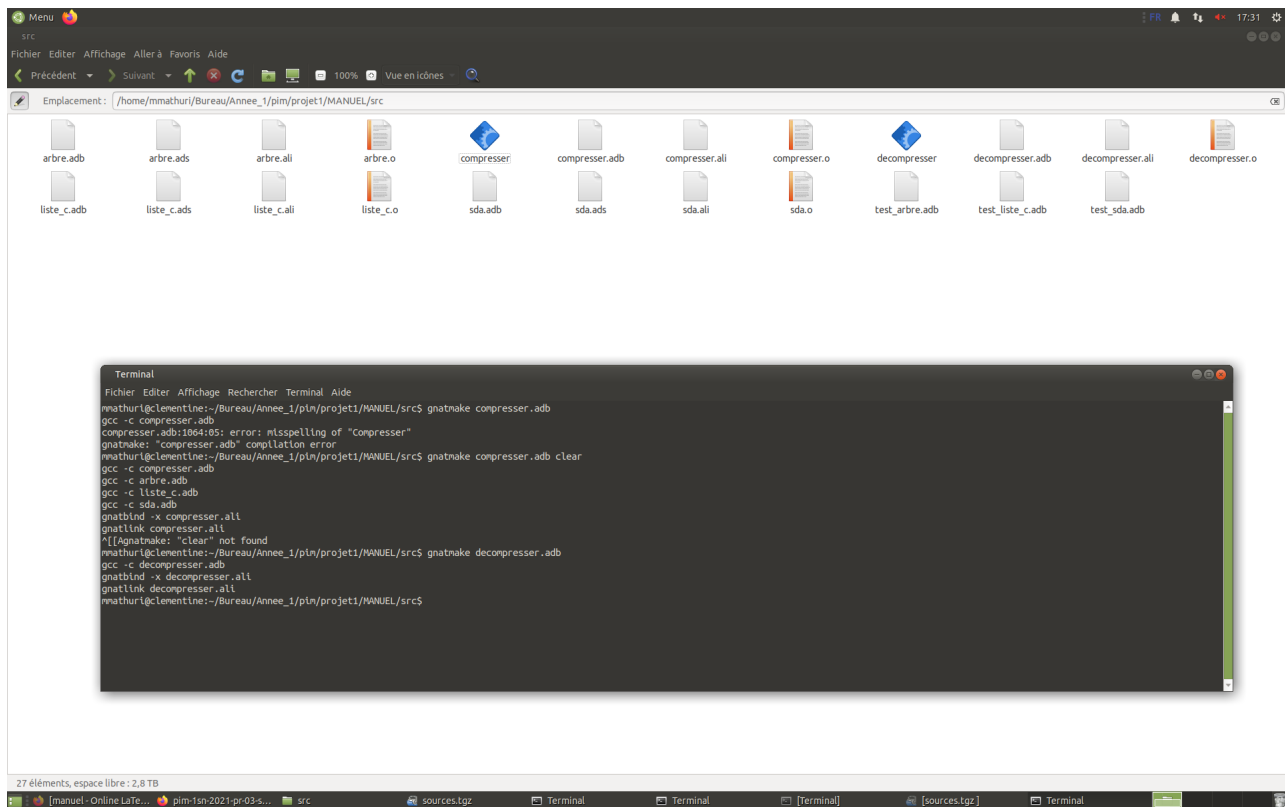 Menu FR 17:31
src
Fichier Editer Affichage Aller à Favoris Aide
Précédent Suivant 100% Vue en icônes
Emplacement : /home/mmathuri/Bureau/Annee_1/pim/projet1/MANUEL/src
arbre.adb arbre.ads arbre.ali arbre.o compresser compresser.adb compresser.ali compresser.o decompresser decompresser.adb decompresser.ali decompresser.o
liste_c.adb liste_c.ads liste_c.ali liste_c.o sda.adb sda.ads sda.ali sda.o test_arbre.adb test_liste_c.adb test_sda.adb
Terminal
Fichier Editer Affichage Rechercher Terminal Aide
mmathuri@clementine:~/Bureau/Annee_1/pim/projet1/MANUEL/src$ gnatmake compresser.adb
gcc -c compresser.adb
compresser.adb:1064:05: error: misspelling of "Compresser"
gnatmake: "compresser.adb" compilation error
mmathuri@clementine:~/Bureau/Annee_1/pim/projet1/MANUEL/src$ gnatmake compresser.adb clear
gcc -c compresser.adb
gcc -c arbre.adb
gcc -c liste_c.adb
gcc -c sda.adb
gnatbind -x compresser.ali
gnatlink compresser.ali
^[[Agnatmake: "clear" not found
mmathuri@clementine:~/Bureau/Annee_1/pim/projet1/MANUEL/src$ gnatmake decompresser.adb
gcc -c decompresser.adb
gnatbind -x decompresser.ali
gnatlink decompresser.ali
mmathuri@clementine:~/Bureau/Annee_1/pim/projet1/MANUEL/src$
27 éléments, espace libre : 2,8 TB
[manuel - Online LaTe... pim-1sn-2021-pr-03-s... src sources.tgz Terminal Terminal [Terminal] [sources.tgz ] Terminal